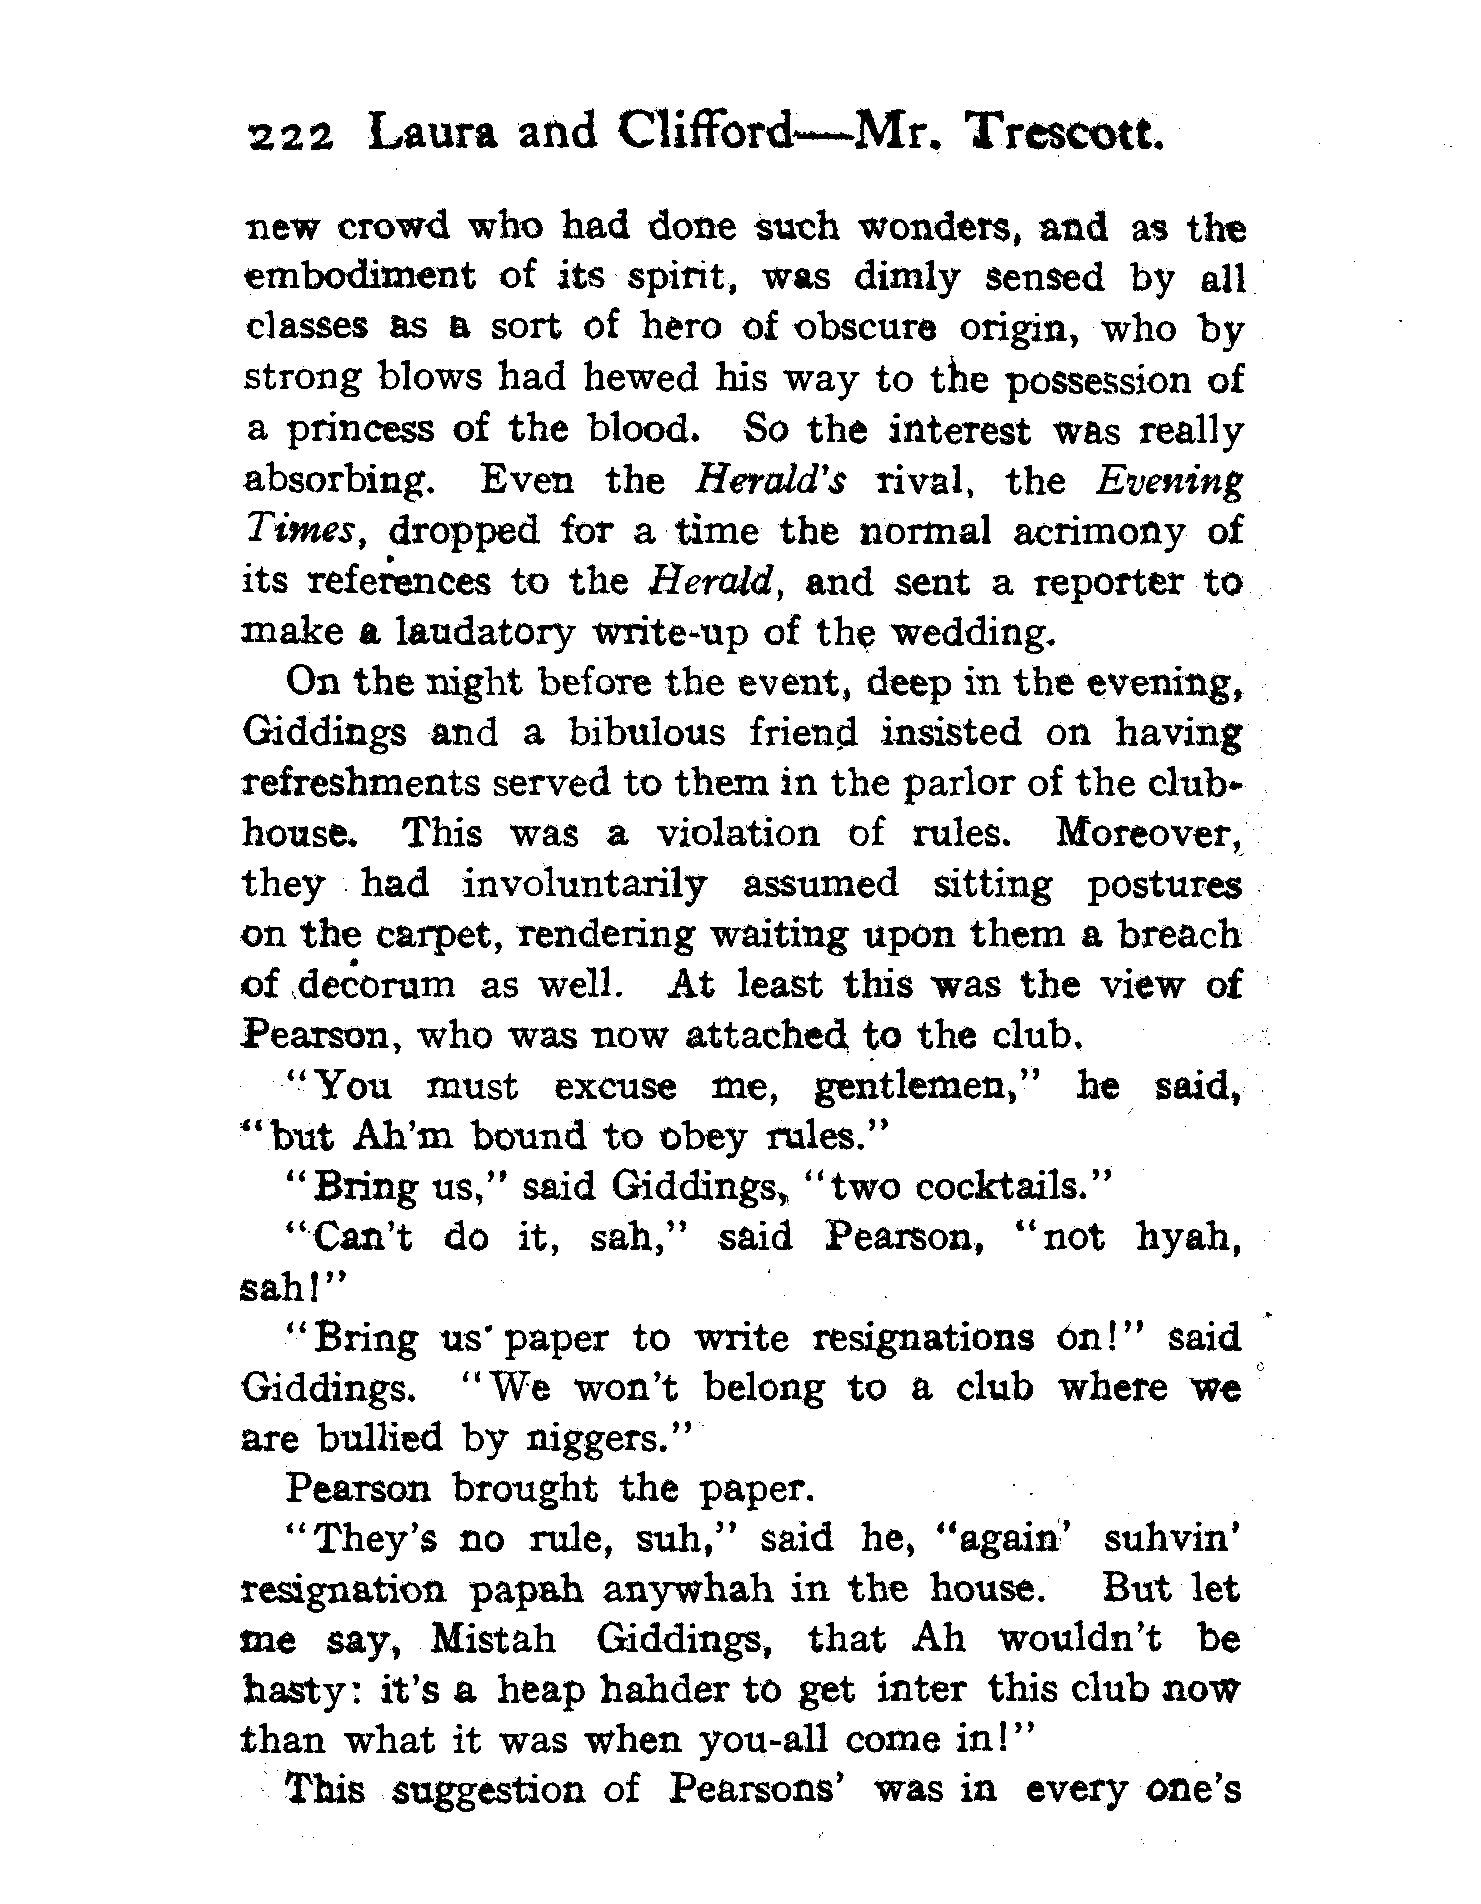 222 Laura and Clifford—Mr. Trescott.
new crowd who had done such wonders, and as the
embodiment of its spirit, was dimly sensed by all
classes as a sort of hero of obscure origin, who by
strong blows had hewed his way to the possession of
a princess of the blood. So the interest was really
absorbing. Even the Herald's rival, the Evening
Times, dropped for a time the normal acrimony of
its references to the Herald, and sent a reporter to
make a laudatory write-up of the wedding.
On the night before the event, deep in the evening,
Giddings and a bibulous friend insisted on having
refreshments served to them in the parlor of the club-
house. This was a violation of rules. Moreover,
they had involuntarily assumed sitting postures
on the carpet, rendering waiting upon them a breach
of decorum as well. At least this was the view of
Pearson, who was now attached to the club.
"You must excuse me, gentlemen," he said,
"but Ah'm bound to obey rules."
"Bring us," said Giddings, "two cocktails."
"Can't do it, sah," said Pearson, "not hyah,
sah!"
"Bring us paper to write resignations on!" said
Giddings. "We won't belong to a club where we
are bullied by niggers."
Pearson brought the paper.
"They's no rule, suh," said he, "again' suhvin'
resignation papah anywhah in the house. But let
me say, Mistah Giddings, that Ah wouldn't be
hasty: it's a heap hahder to get inter this club now
than what it was when you-all come in!"
This suggestion of Pearsons' was in every one's